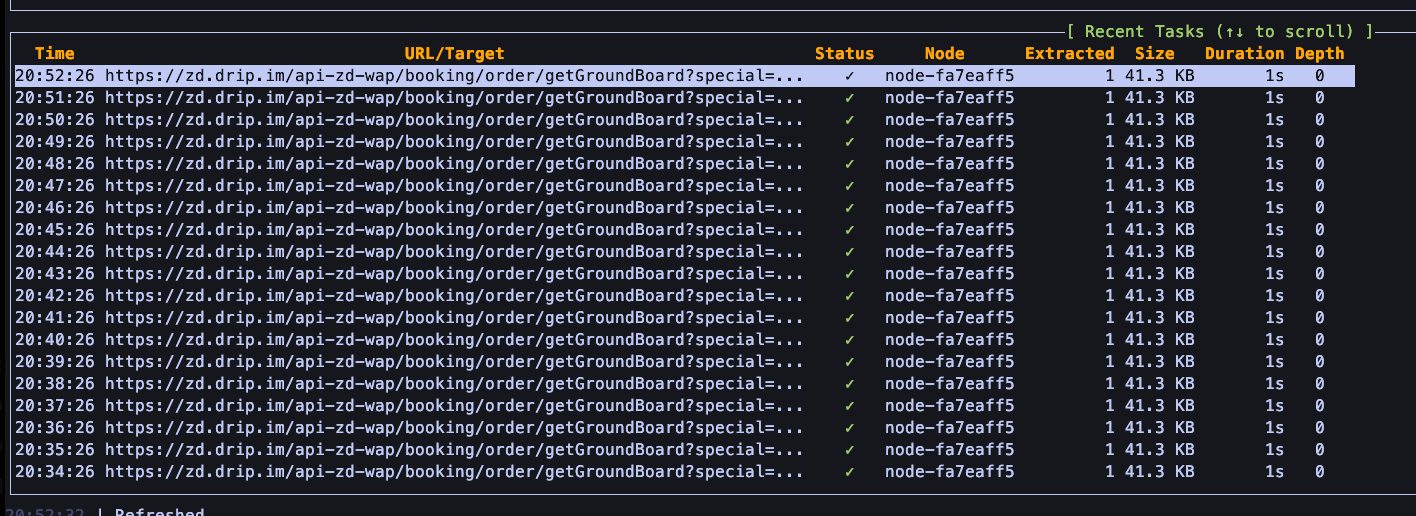 [ Recent Tasks (↑↓ to scroll) ]
Time URL/Target Status Node Extracted Size Duration Depth
20:52:26 https://zd.drip.im/api-zd-wap/booking/order/getGroundBoard?special=... ✓ node-fa7eaff5 1 41.3 KB 1s 0
20:51:26 https://zd.drip.im/api-zd-wap/booking/order/getGroundBoard?special=... ✓ node-fa7eaff5 1 41.3 KB 1s 0
20:50:26 https://zd.drip.im/api-zd-wap/booking/order/getGroundBoard?special=... ✓ node-fa7eaff5 1 41.3 KB 1s 0
20:49:26 https://zd.drip.im/api-zd-wap/booking/order/getGroundBoard?special=... ✓ node-fa7eaff5 1 41.3 KB 1s 0
20:48:26 https://zd.drip.im/api-zd-wap/booking/order/getGroundBoard?special=... ✓ node-fa7eaff5 1 41.3 KB 1s 0
20:47:26 https://zd.drip.im/api-zd-wap/booking/order/getGroundBoard?special=... ✓ node-fa7eaff5 1 41.3 KB 1s 0
20:46:26 https://zd.drip.im/api-zd-wap/booking/order/getGroundBoard?special=... ✓ node-fa7eaff5 1 41.3 KB 1s 0
20:45:26 https://zd.drip.im/api-zd-wap/booking/order/getGroundBoard?special=... ✓ node-fa7eaff5 1 41.3 KB 1s 0
20:44:26 https://zd.drip.im/api-zd-wap/booking/order/getGroundBoard?special=... ✓ node-fa7eaff5 1 41.3 KB 1s 0
20:43:26 https://zd.drip.im/api-zd-wap/booking/order/getGroundBoard?special=... ✓ node-fa7eaff5 1 41.3 KB 1s 0
20:42:26 https://zd.drip.im/api-zd-wap/booking/order/getGroundBoard?special=... ✓ node-fa7eaff5 1 41.3 KB 1s 0
20:41:26 https://zd.drip.im/api-zd-wap/booking/order/getGroundBoard?special=... ✓ node-fa7eaff5 1 41.3 KB 1s 0
20:40:26 https://zd.drip.im/api-zd-wap/booking/order/getGroundBoard?special=... ✓ node-fa7eaff5 1 41.3 KB 1s 0
20:39:26 https://zd.drip.im/api-zd-wap/booking/order/getGroundBoard?special=... ✓ node-fa7eaff5 1 41.3 KB 1s 0
20:38:26 https://zd.drip.im/api-zd-wap/booking/order/getGroundBoard?special=... ✓ node-fa7eaff5 1 41.3 KB 1s 0
20:37:26 https://zd.drip.im/api-zd-wap/booking/order/getGroundBoard?special=... ✓ node-fa7eaff5 1 41.3 KB 1s 0
20:36:26 https://zd.drip.im/api-zd-wap/booking/order/getGroundBoard?special=... ✓ node-fa7eaff5 1 41.3 KB 1s 0
20:35:26 https://zd.drip.im/api-zd-wap/booking/order/getGroundBoard?special=... ✓ node-fa7eaff5 1 41.3 KB 1s 0
20:34:26 https://zd.drip.im/api-zd-wap/booking/order/getGroundBoard?special=... ✓ node-fa7eaff5 1 41.3 KB 1s 0
20:52:32 | Refreshed